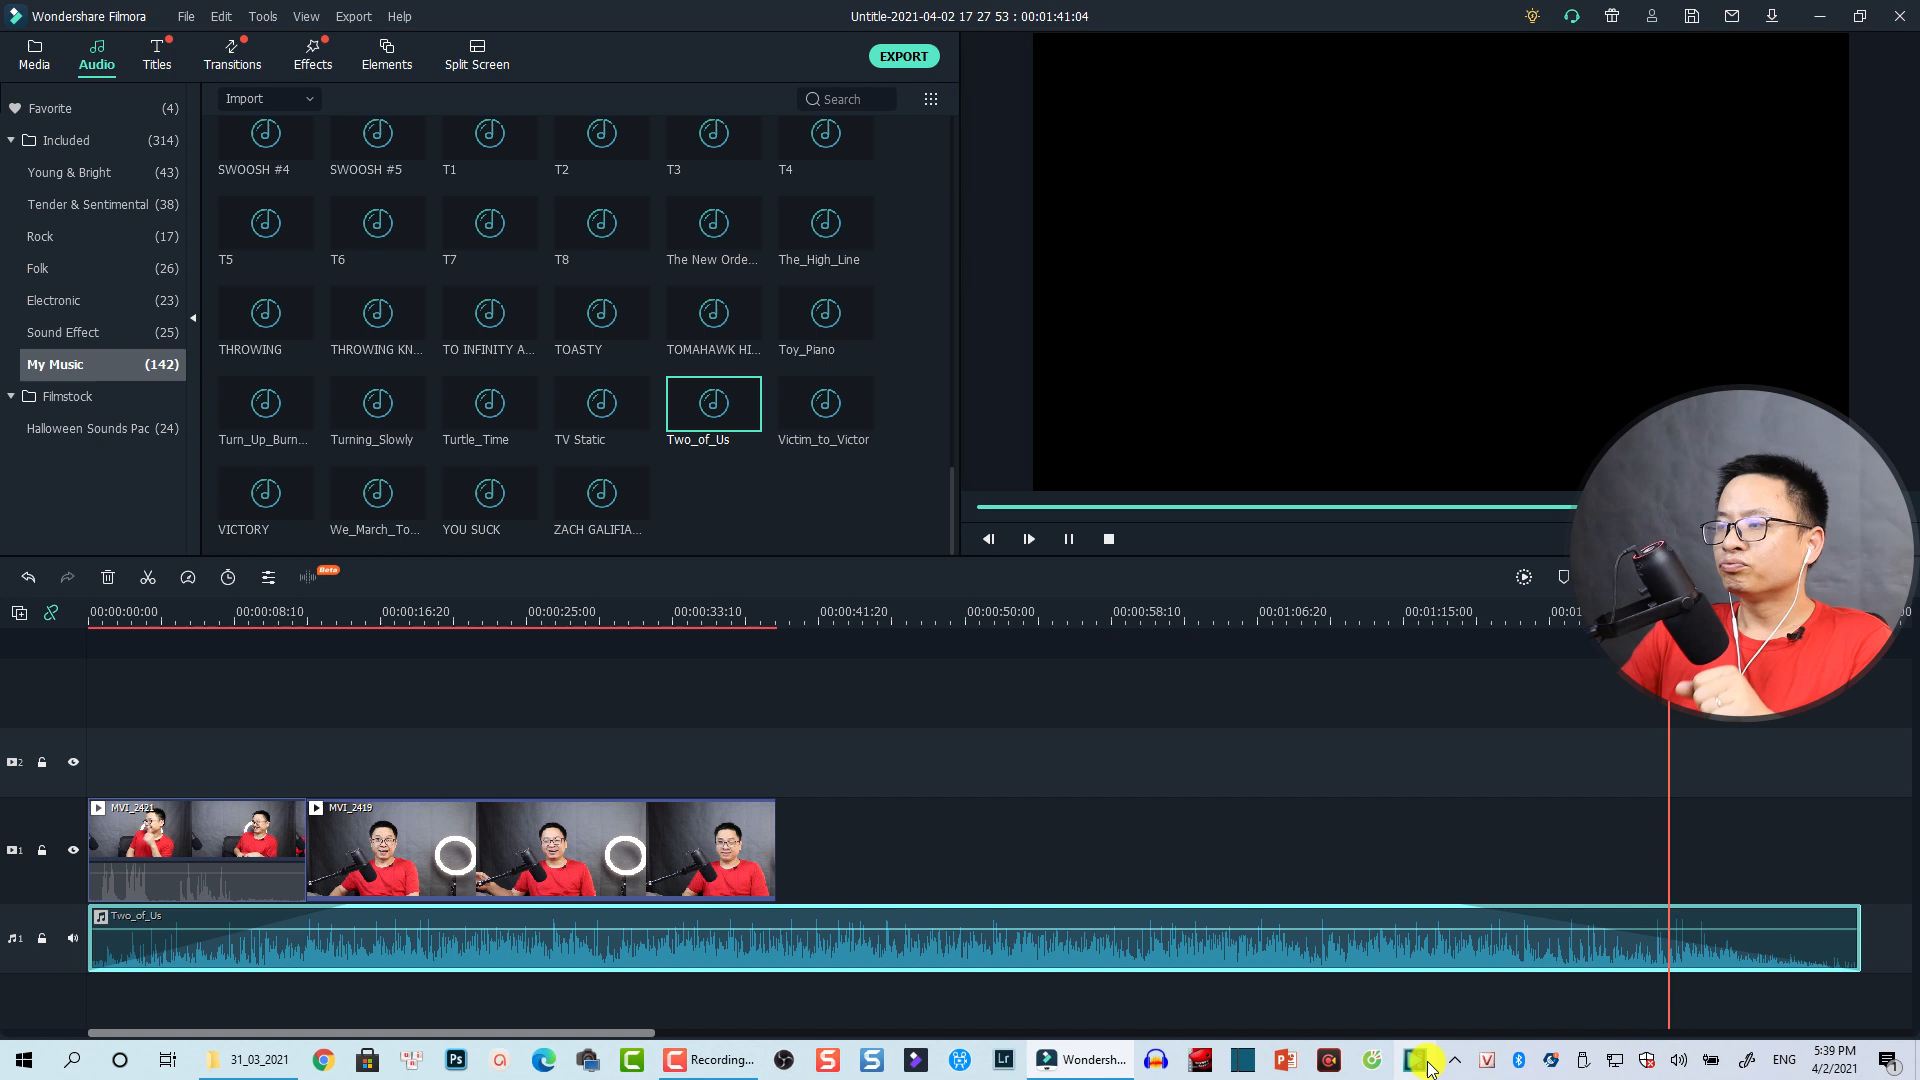 Wondershare Filmora File Edit Tools View Export Help Untitle-2021-04-02 17 27 53 : 00:01:41:04
Media Audio Titles Transitions Effects Elements Split Screen EXPORT
Favorite (4)
Included (314)
Young & Bright (43)
Tender & Sentimental (38)
Rock (17)
Folk (26)
Electronic (23)
Sound Effect (25)
My Music (142)
Filmstock
Halloween Sounds Pac (24)
Import Search
SWOOSH #4 SWOOSH #5 T1 T2 T3 T4
T5 T6 T7 T8 The New Orde... The_High_Line
THROWING THROWING KN... TO INFINITY A... TOASTY TOMAHAWK HI... Toy_Piano
Turn_Up_Burn... Turning_Slowly Turtle_Time TV Static Two_of_Us Victim_to_Victor
VICTORY We_March_To... YOU SUCK ZACH GALIFIA...
Beta
00:00:00:00 00:00:08:10 00:00:16:20 00:00:25:00 00:00:33:10 00:00:41:20 00:00:50:00 00:00:58:10 00:01:06:20 00:01:15:00
2
MVI_2421 MVI_2419
1
Two_of_Us
1
31_03_2021 Ps Recording... Lr Wondersh... ENG 5:39 PM
4/2/2021